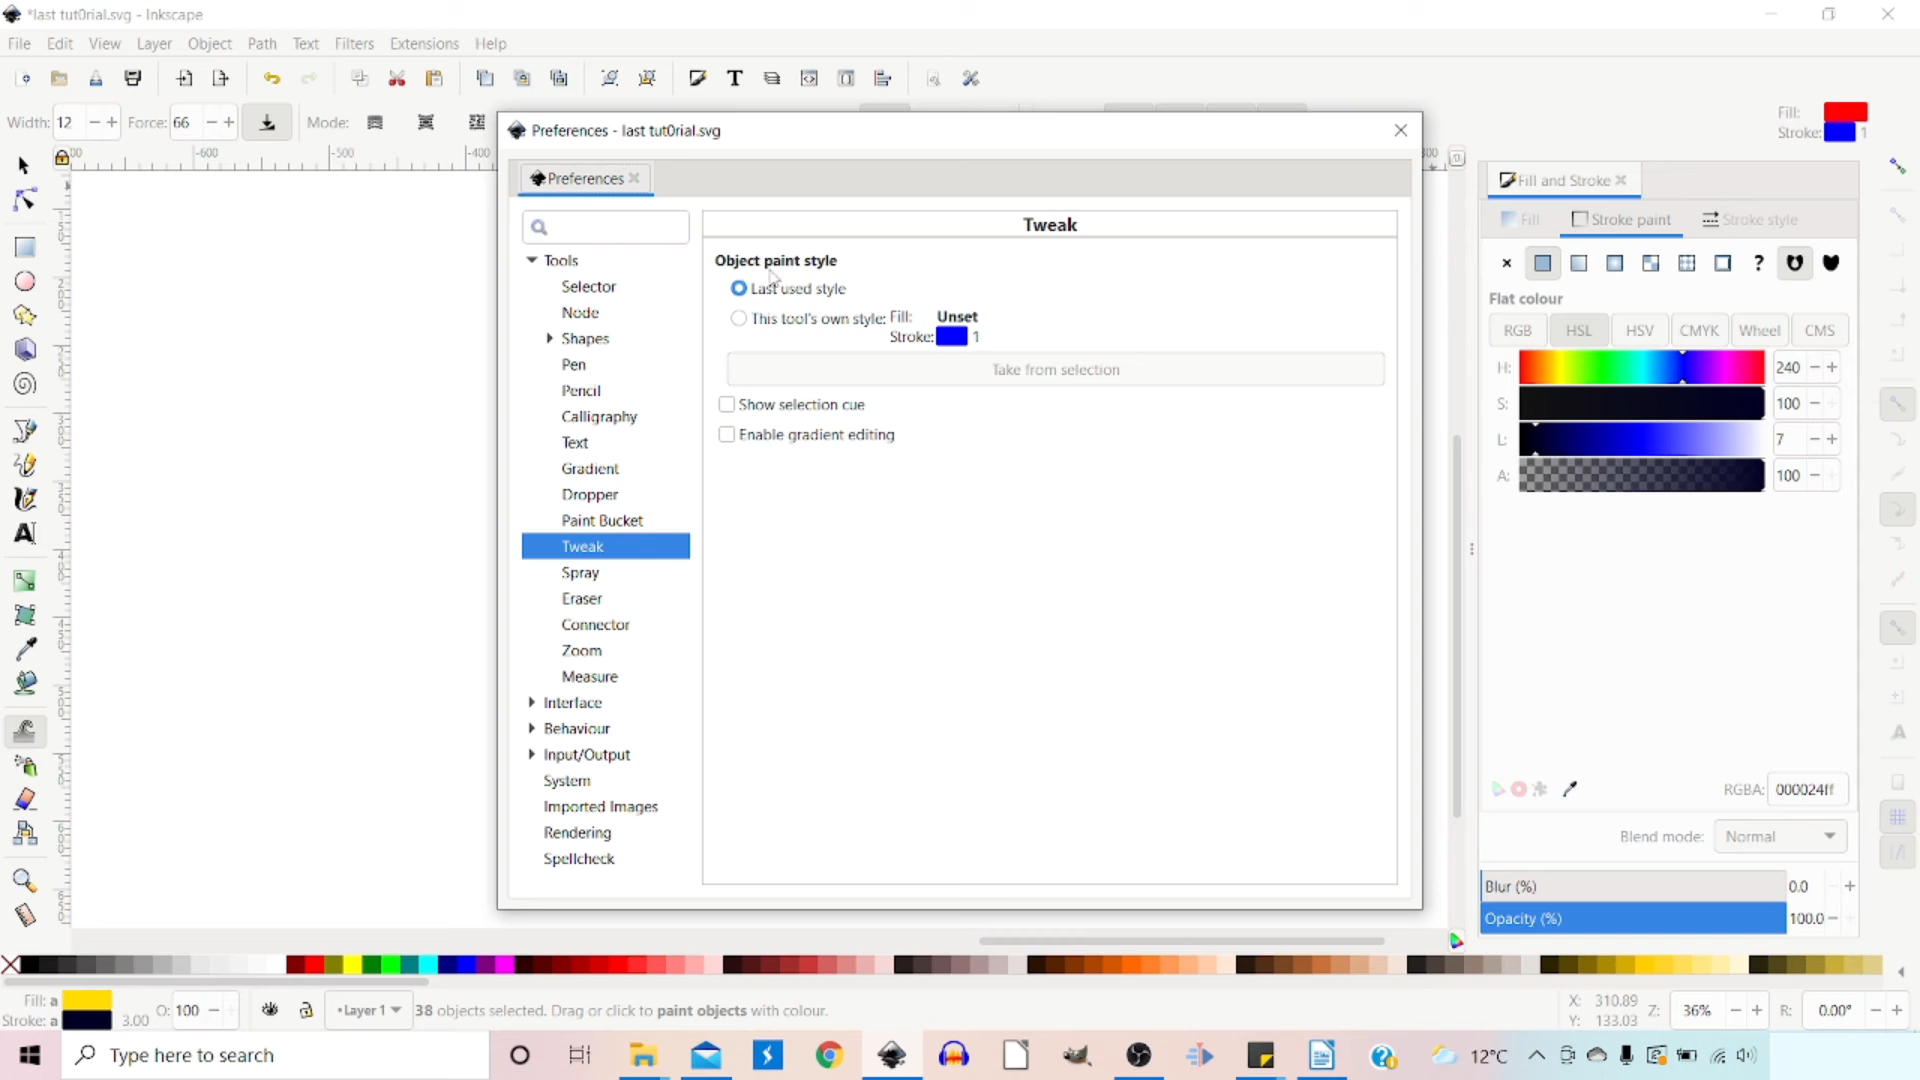 *last tut0rial.svg - Inkscape
File Edit View Layer Object Path Text Filters Extensions Help
Width: 12 − + Force: 66 − + Mode:
Fill:
Stroke: 1
Preferences - last tut0rial.svg
-600 -500 -400
Preferences
Fill and Stroke
Fill Stroke paint Stroke style
Tweak
Tools
Selector
Node
Shapes
Pen
Pencil
Calligraphy
Text
Gradient
Dropper
Paint Bucket
Tweak
Spray
Eraser
Connector
Zoom
Measure
Interface
Behaviour
Input/Output
System
Imported Images
Rendering
Spellcheck
Object paint style
Last used style
This tool's own style: Fill: Unset
Stroke: 1
Take from selection
Show selection cue
Enable gradient editing
Flat colour
RGB HSL HSV CMYK Wheel CMS
H: 240 − +
S: 100 −
L: 7 − +
A: 100 −
RGBA: 000024ff
Blend mode: Normal
Blur (%) 0.0 +
Opacity (%) 100.0 −
Fill: a
Stroke: a 3.00
O: 100 −
Layer 1
38 objects selected. Drag or click to paint objects with colour.
X: 310.89
Y: 133.03
Z: 36% − + R: 0.00° − +
Type here to search
12°C